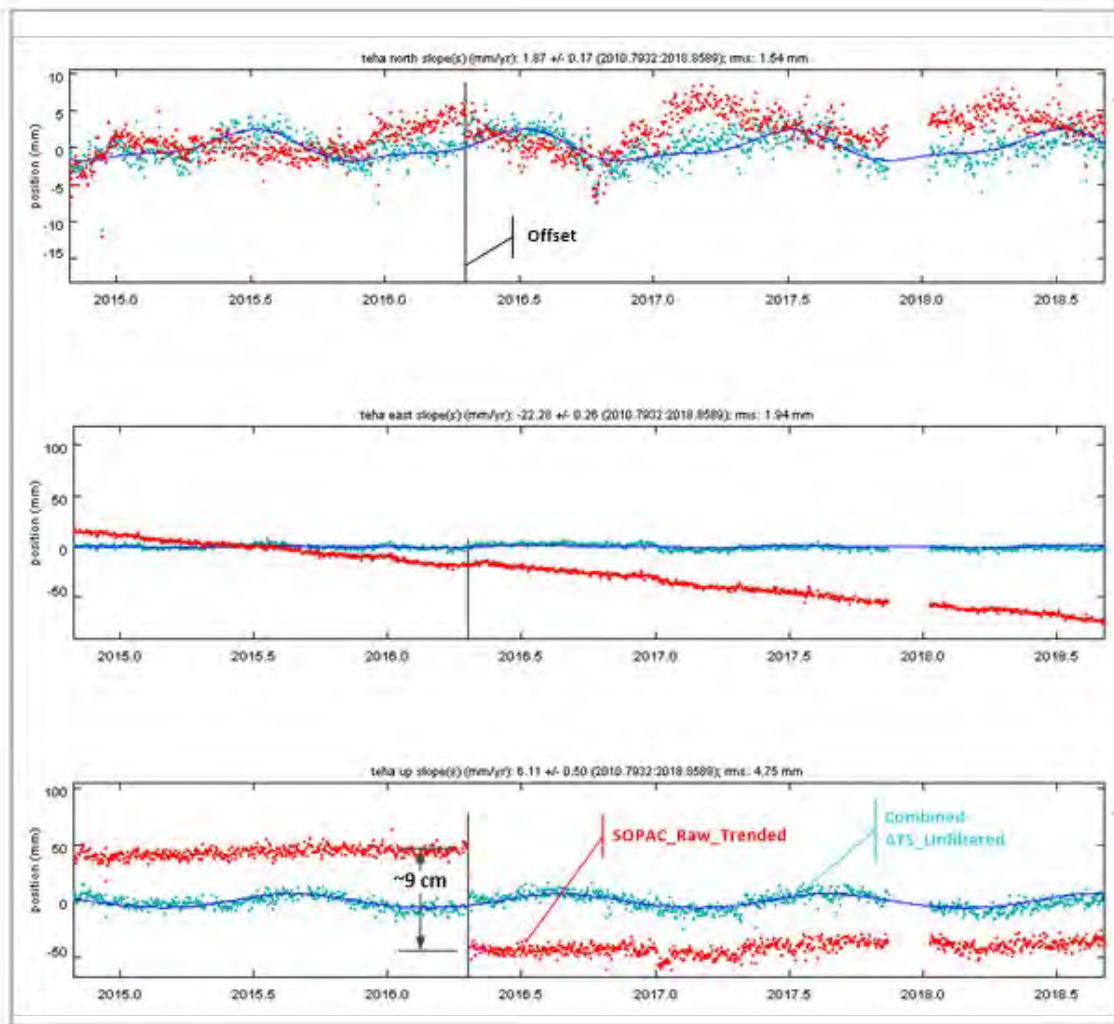 teha north slope(s) (mm/yr): 1.87 +/- 0.17 (2010.7932:2018.8589); rms: 1.64 mm
10
5
0
-5
-10
-15
position (mm)
Offset
2015.0 2015.5 2016.0 2016.5 2017.0 2017.5 2018.0 2018.5
teha east slope(s) (mm/yr): -22.28 +/- 0.26 (2010.7932:2018.8589); rms: 1.94 mm
100
50
0
-50
position (mm)
2015.0 2015.5 2016.0 2016.5 2017.0 2017.5 2018.0 2018.5
teha up slope(s) (mm/yr): 6.11 +/- 0.50 (2010.7932:2018.8589); rms: 4.75 mm
100
50
0
-50
position (mm)
~9 cm
SOPAC_Raw_Trended
Combined
ATS_Unfiltered
2015.0 2015.5 2016.0 2016.5 2017.0 2017.5 2018.0 2018.5